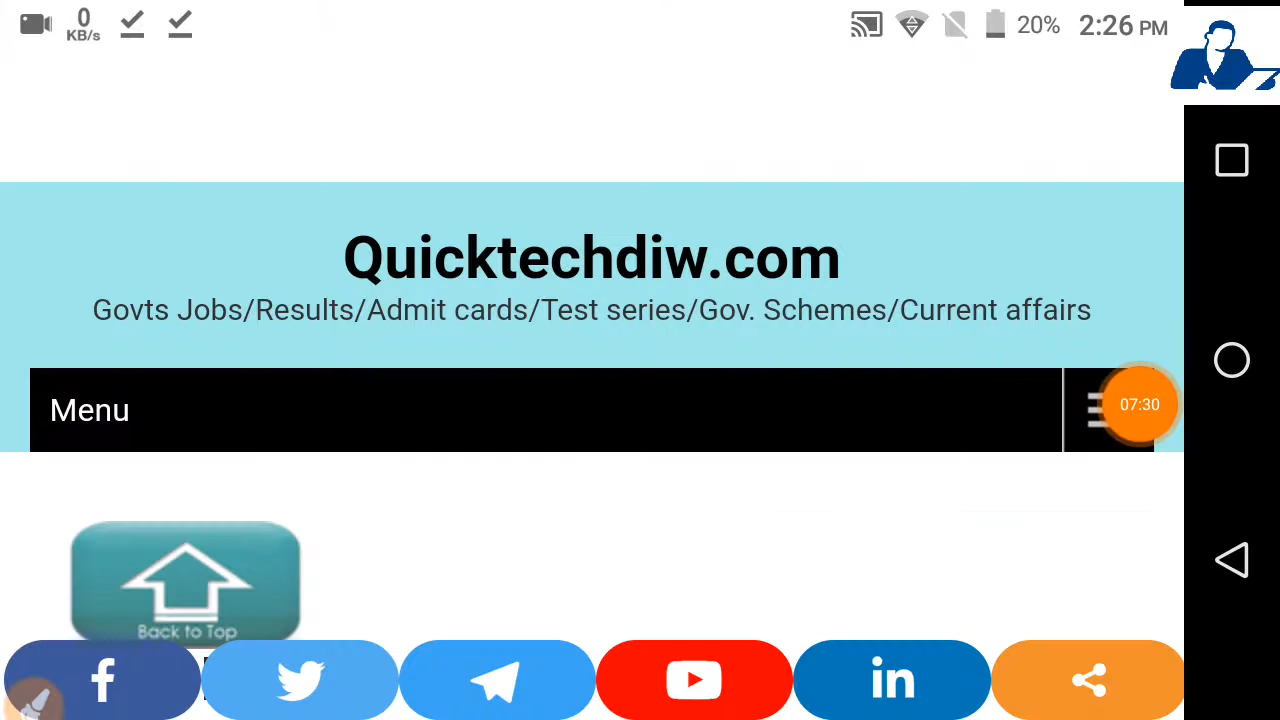 0
KB/s
20%
2:26 PM
Quicktechdiw.com
Govts Jobs/Results/Admit cards/Test series/Gov. Schemes/Current affairs
Menu
07:30
Back to Top
f
in